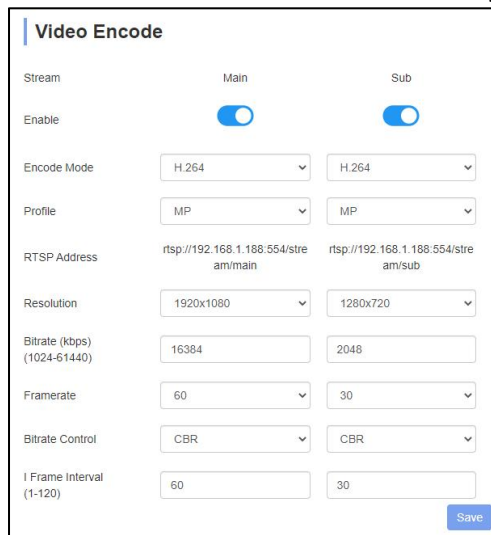 Video Encode
Stream Main Sub
Enable
Encode Mode H.264 H.264
Profile MP MP
RTSP Address rtsp://192.168.1.188:554/stre rtsp://192.168.1.188:554/stre
am/main am/sub
Resolution 1920x1080 1280x720
Bitrate (kbps)
(1024-61440) 16384 2048
Framerate 60 30
Bitrate Control CBR CBR
I Frame Interval
(1-120) 60 30
Save